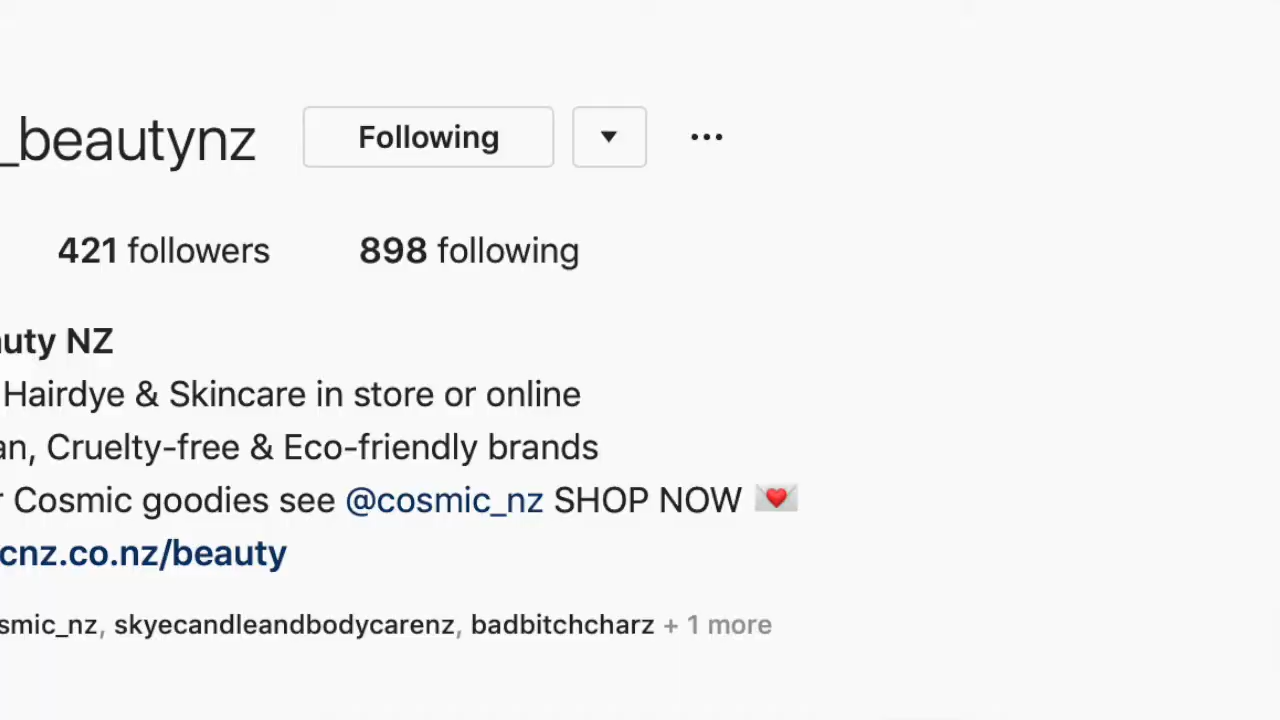 _beautynz Following
421 followers 898 following
uty NZ
Hairdye & Skincare in store or online
an, Cruelty-free & Eco-friendly brands
r Cosmic goodies see @cosmic_nz SHOP NOW 💌
cnz.co.nz/beauty
smic_nz, skyecandleandbodycarenz, badbitchcharz + 1 more